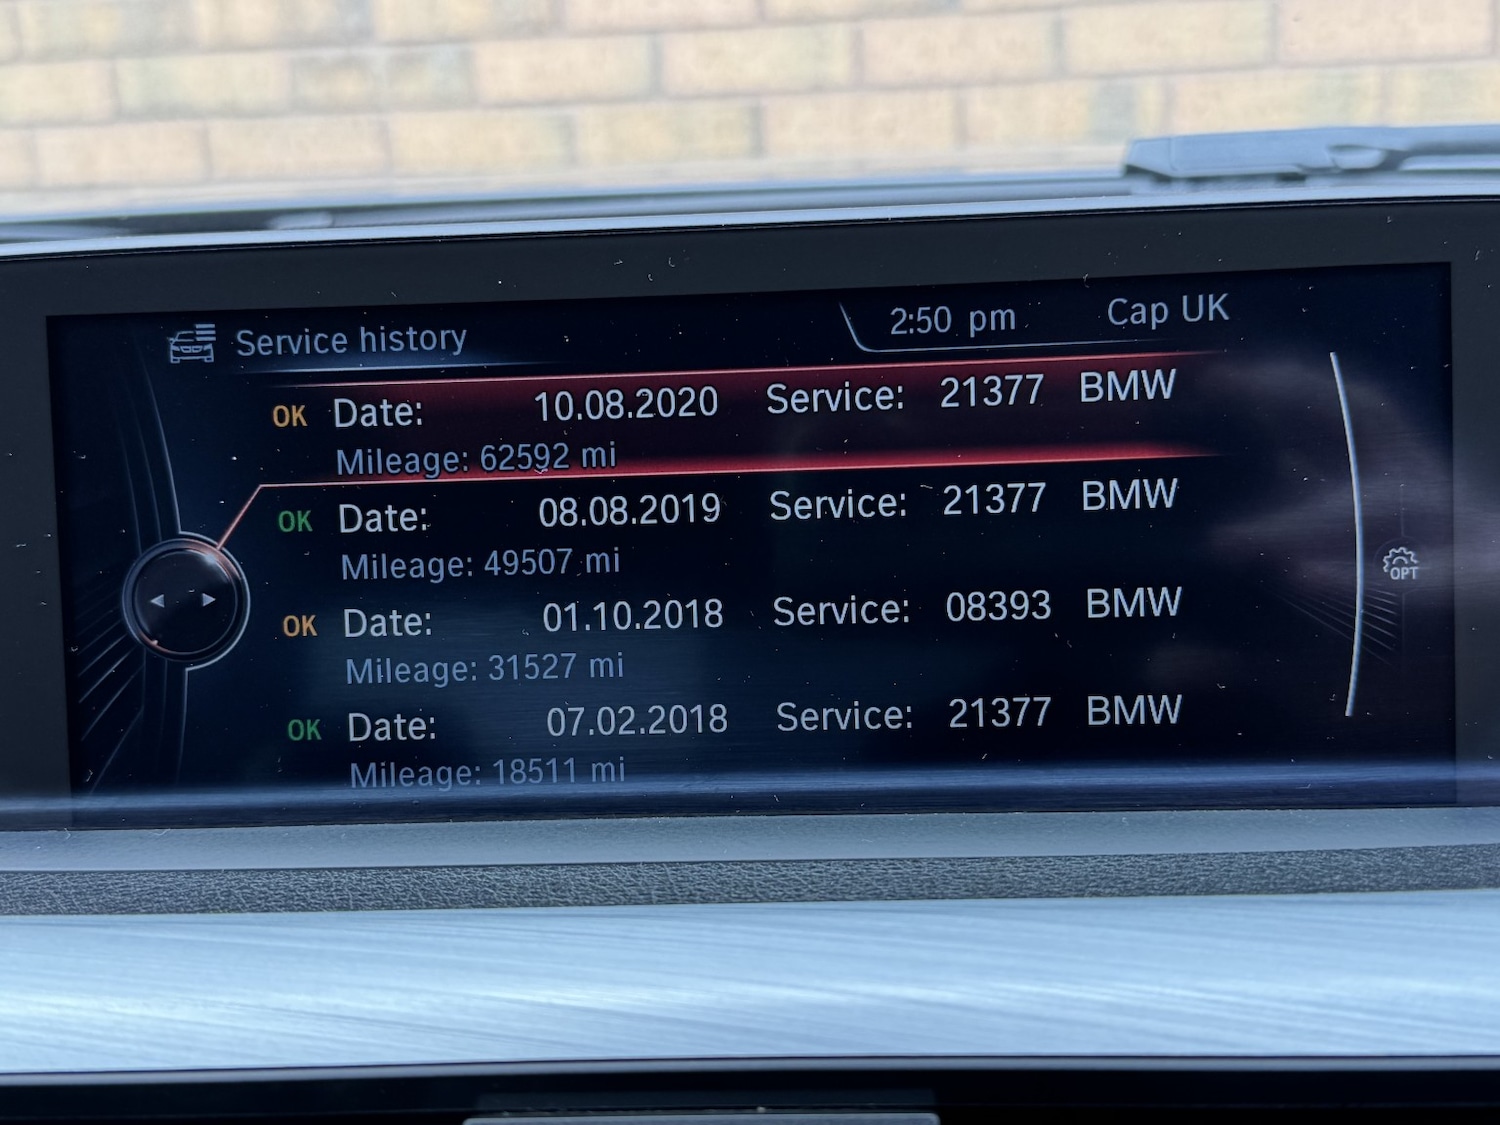 Service history 2:50 pm Cap UK
OK Date: 10.08.2020 Service: 21377 BMW
Mileage: 62592 mi
OK Date: 08.08.2019 Service: 21377 BMW
Mileage: 49507 mi
OK Date: 01.10.2018 Service: 08393 BMW
Mileage: 31527 mi
OPT
OK Date: 07.02.2018 Service: 21377 BMW
Mileage: 18511 mi